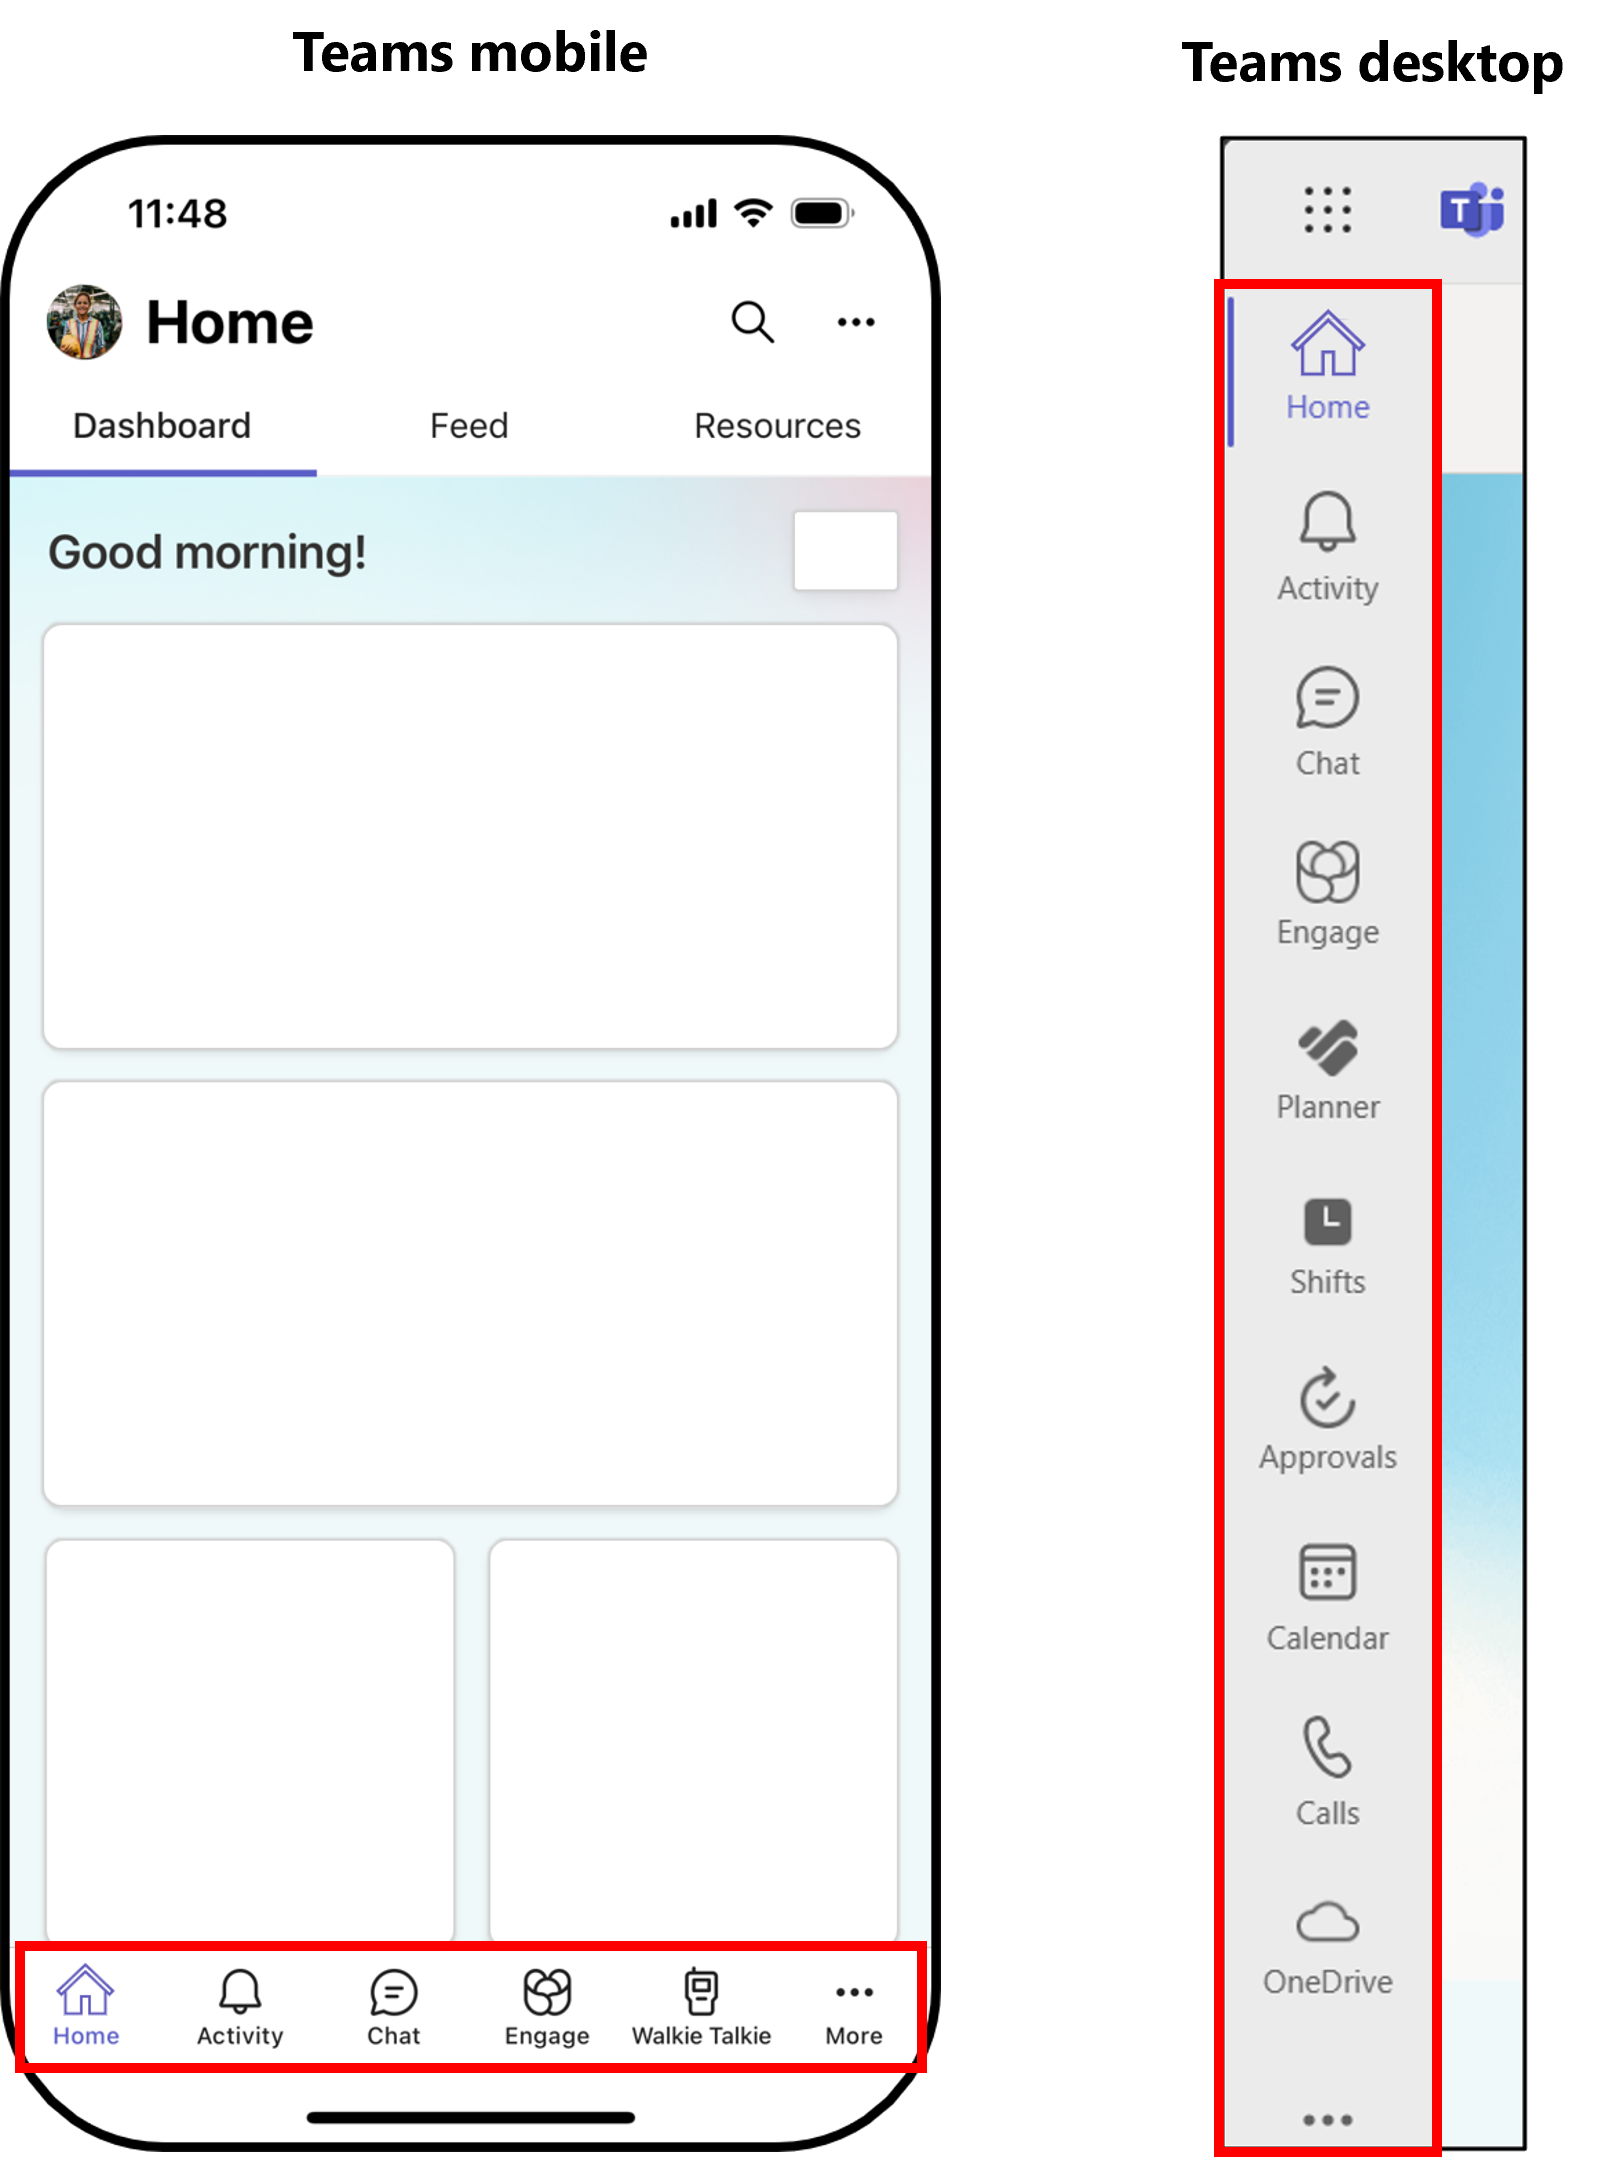 Teams mobile
Teams desktop
11:48
Home
Dashboard Feed Resources
Good morning!
Home Activity Chat Engage Walkie Talkie More
T
Home
Activity
Chat
Engage
Planner
Shifts
Approvals
Calendar
Calls
OneDrive